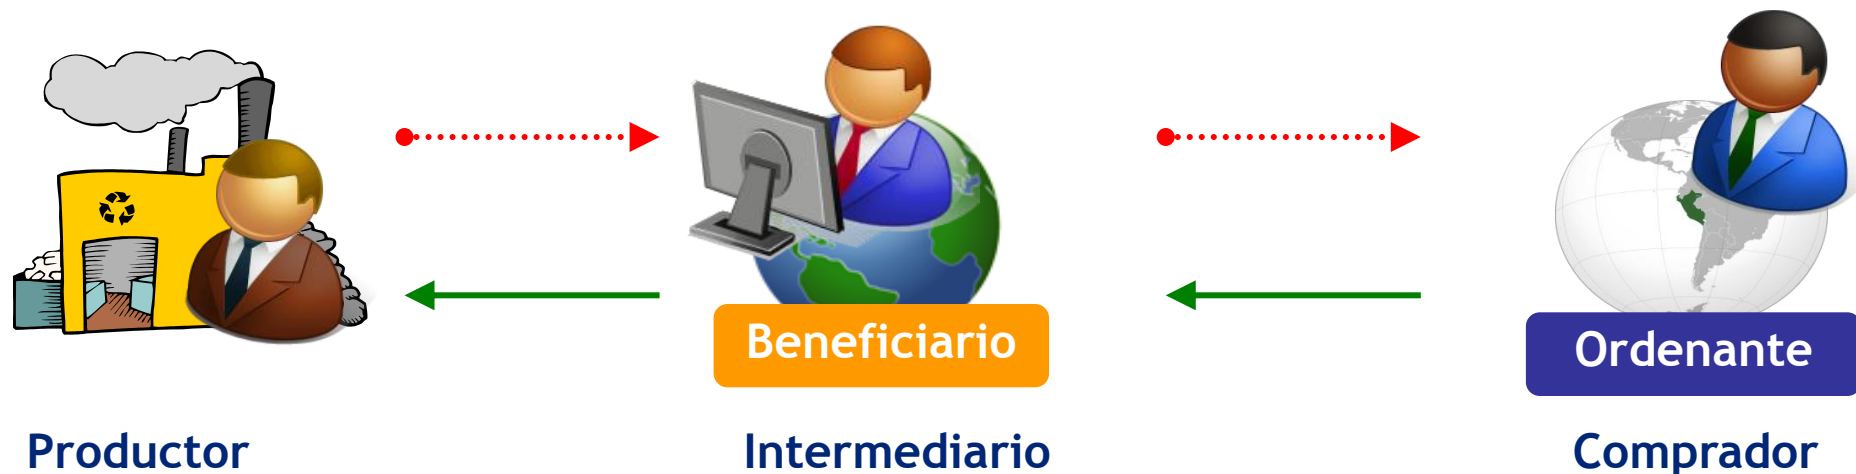 Beneficiario
Ordenante
Productor
Intermediario
Comprador